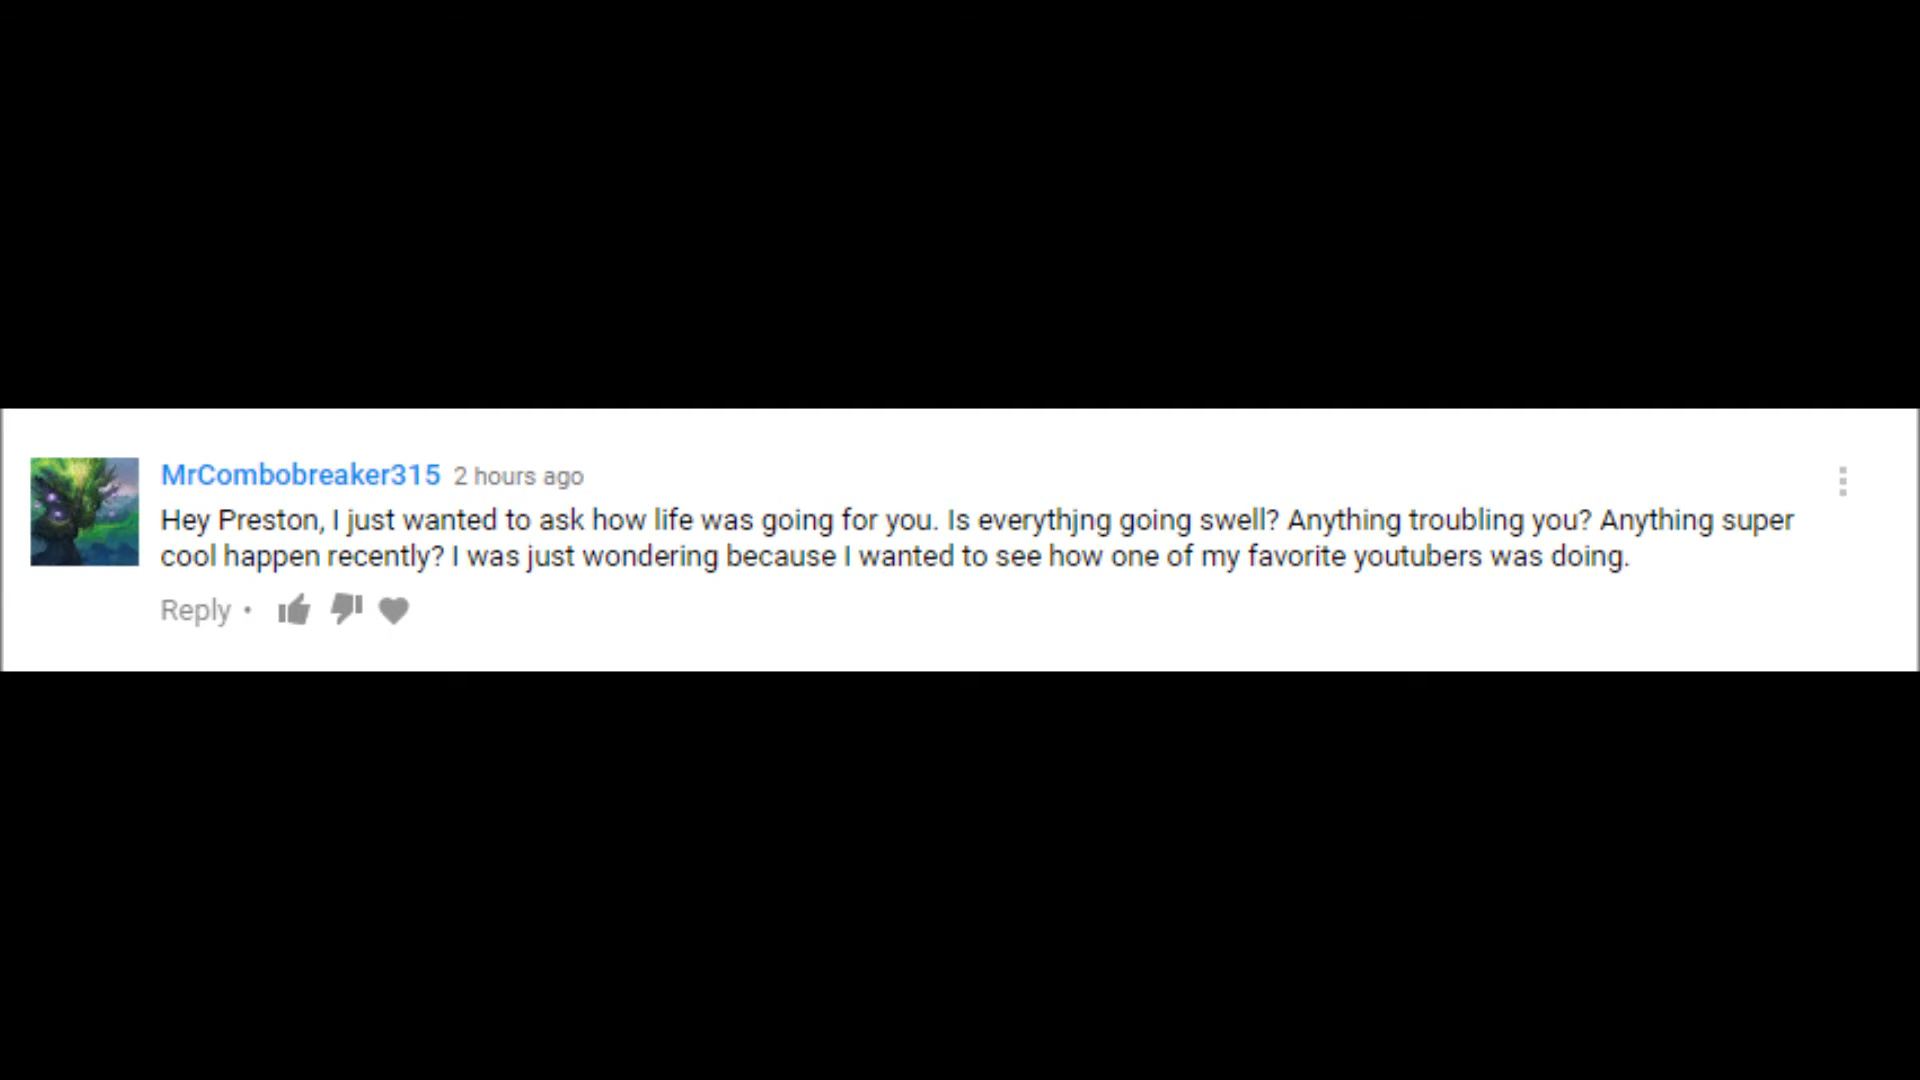 MrCombobreaker315 2 hours ago
Hey Preston, I just wanted to ask how life was going for you. Is everythjng going swell? Anything troubling you? Anything super
cool happen recently? I was just wondering because I wanted to see how one of my favorite youtubers was doing.
Reply •